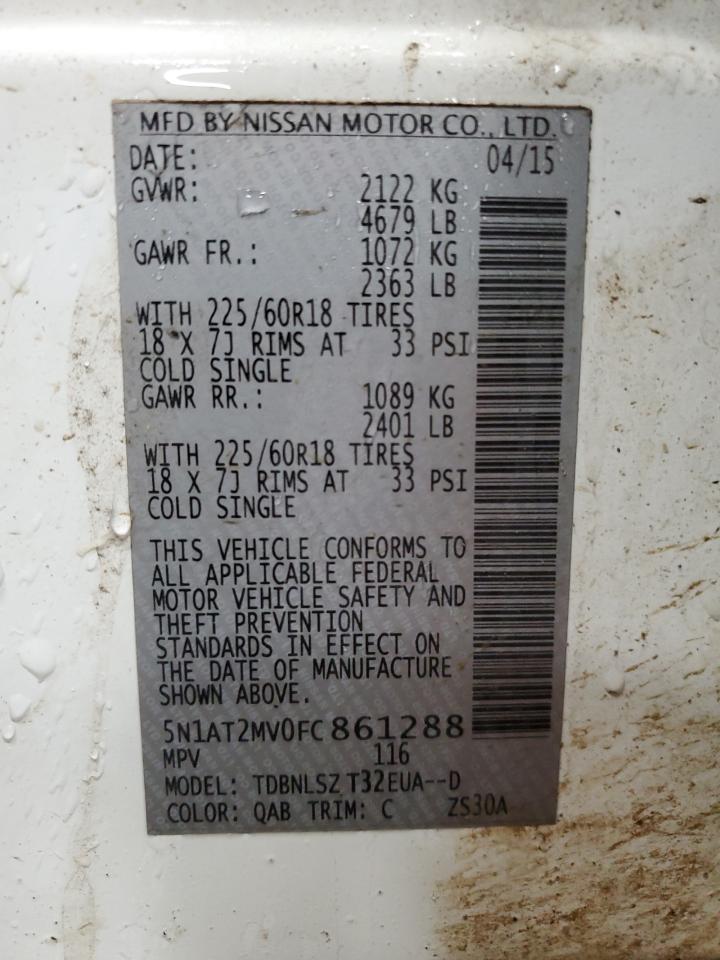 MFD BY NISSAN MOTOR CO., LTD.
DATE: 04/15
GVWR: 2122 KG
4679 LB
GAWR FR.: 1072 KG
2363 LB
WITH 225/60R18 TIRES
18 X 7J RIMS AT 33 PSI
COLD SINGLE
GAWR RR.: 1089 KG
2401 LB
WITH 225/60R18 TIRES
18 X 7J RIMS AT 33 PSI
COLD SINGLE
THIS VEHICLE CONFORMS TO
ALL APPLICABLE FEDERAL
MOTOR VEHICLE SAFETY AND
THEFT PREVENTION
STANDARDS IN EFFECT ON
THE DATE OF MANUFACTURE
SHOWN ABOVE.
5N1AT2MV0FC861288
MPV 116
MODEL: TDBNLSZ T32EUA--D
COLOR: QAB TRIM: C ZS30A